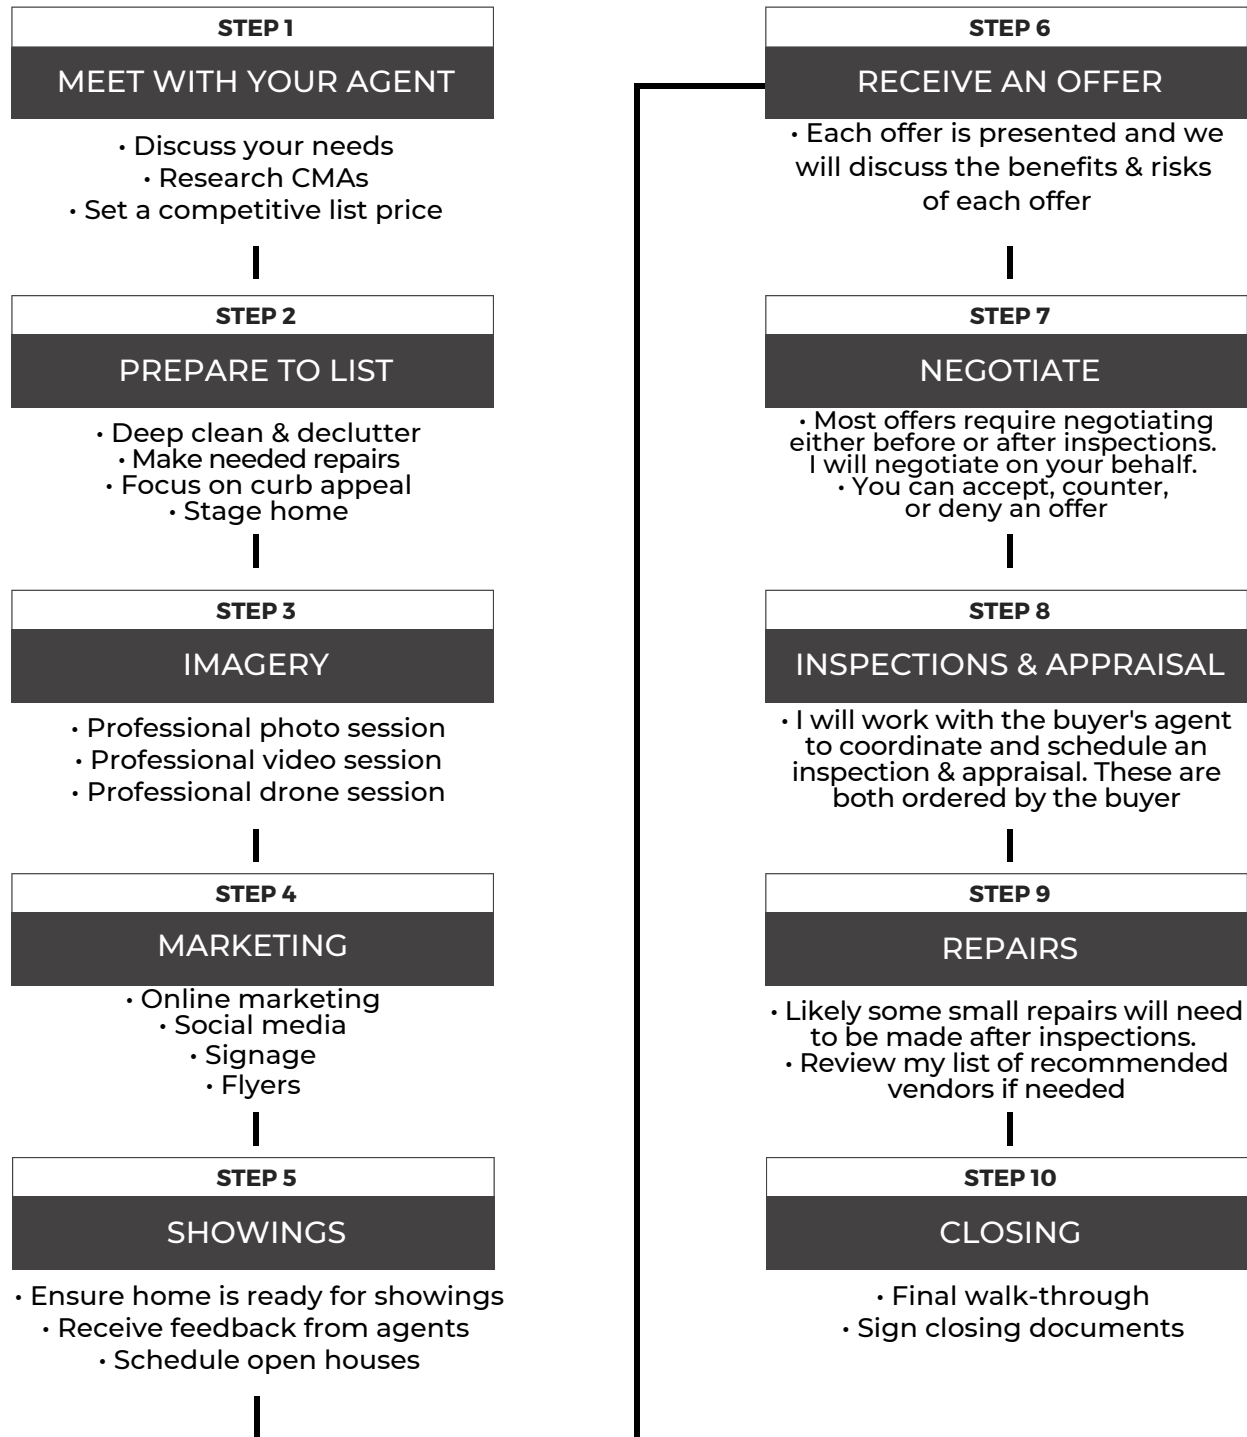 STEP 1
MEET WITH YOUR AGENT
• Discuss your needs
• Research CMAs
• Set a competitive list price
STEP 2
PREPARE TO LIST
• Deep clean & declutter
• Make needed repairs
• Focus on curb appeal
• Stage home
STEP 3
IMAGERY
• Professional photo session
• Professional video session
• Professional drone session
STEP 4
MARKETING
• Online marketing
• Social media
• Signage
• Flyers
STEP 5
SHOWINGS
• Ensure home is ready for showings
• Receive feedback from agents
• Schedule open houses
STEP 6
RECEIVE AN OFFER
• Each offer is presented and we
will discuss the benefits & risks
of each offer
STEP 7
NEGOTIATE
• Most offers require negotiating
either before or after inspections.
I will negotiate on your behalf.
• You can accept, counter,
or deny an offer
STEP 8
INSPECTIONS & APPRAISAL
• I will work with the buyer's agent
to coordinate and schedule an
inspection & appraisal. These are
both ordered by the buyer
STEP 9
REPAIRS
• Likely some small repairs will need
to be made after inspections.
• Review my list of recommended
vendors if needed
STEP 10
CLOSING
• Final walk-through
• Sign closing documents